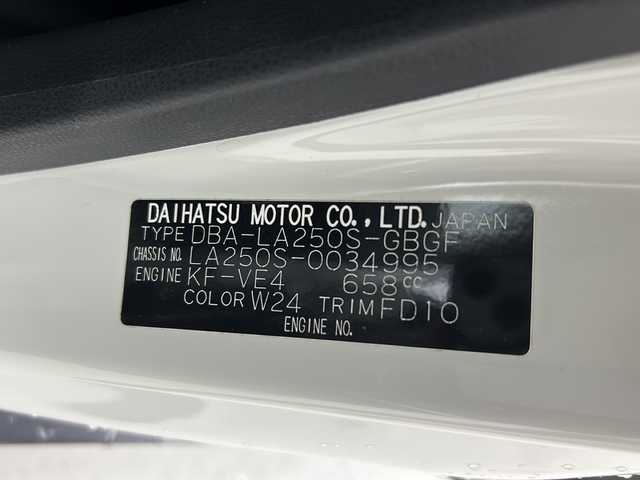 DAIHATSU MOTOR CO., LTD. JAPAN
TYPE DBA-LA250S-GBGF
CHASSIS NO. LA250S-0034995
ENGINE KF-VE4 658CC
COLOR W24 TRIM FD10
ENGINE NO.